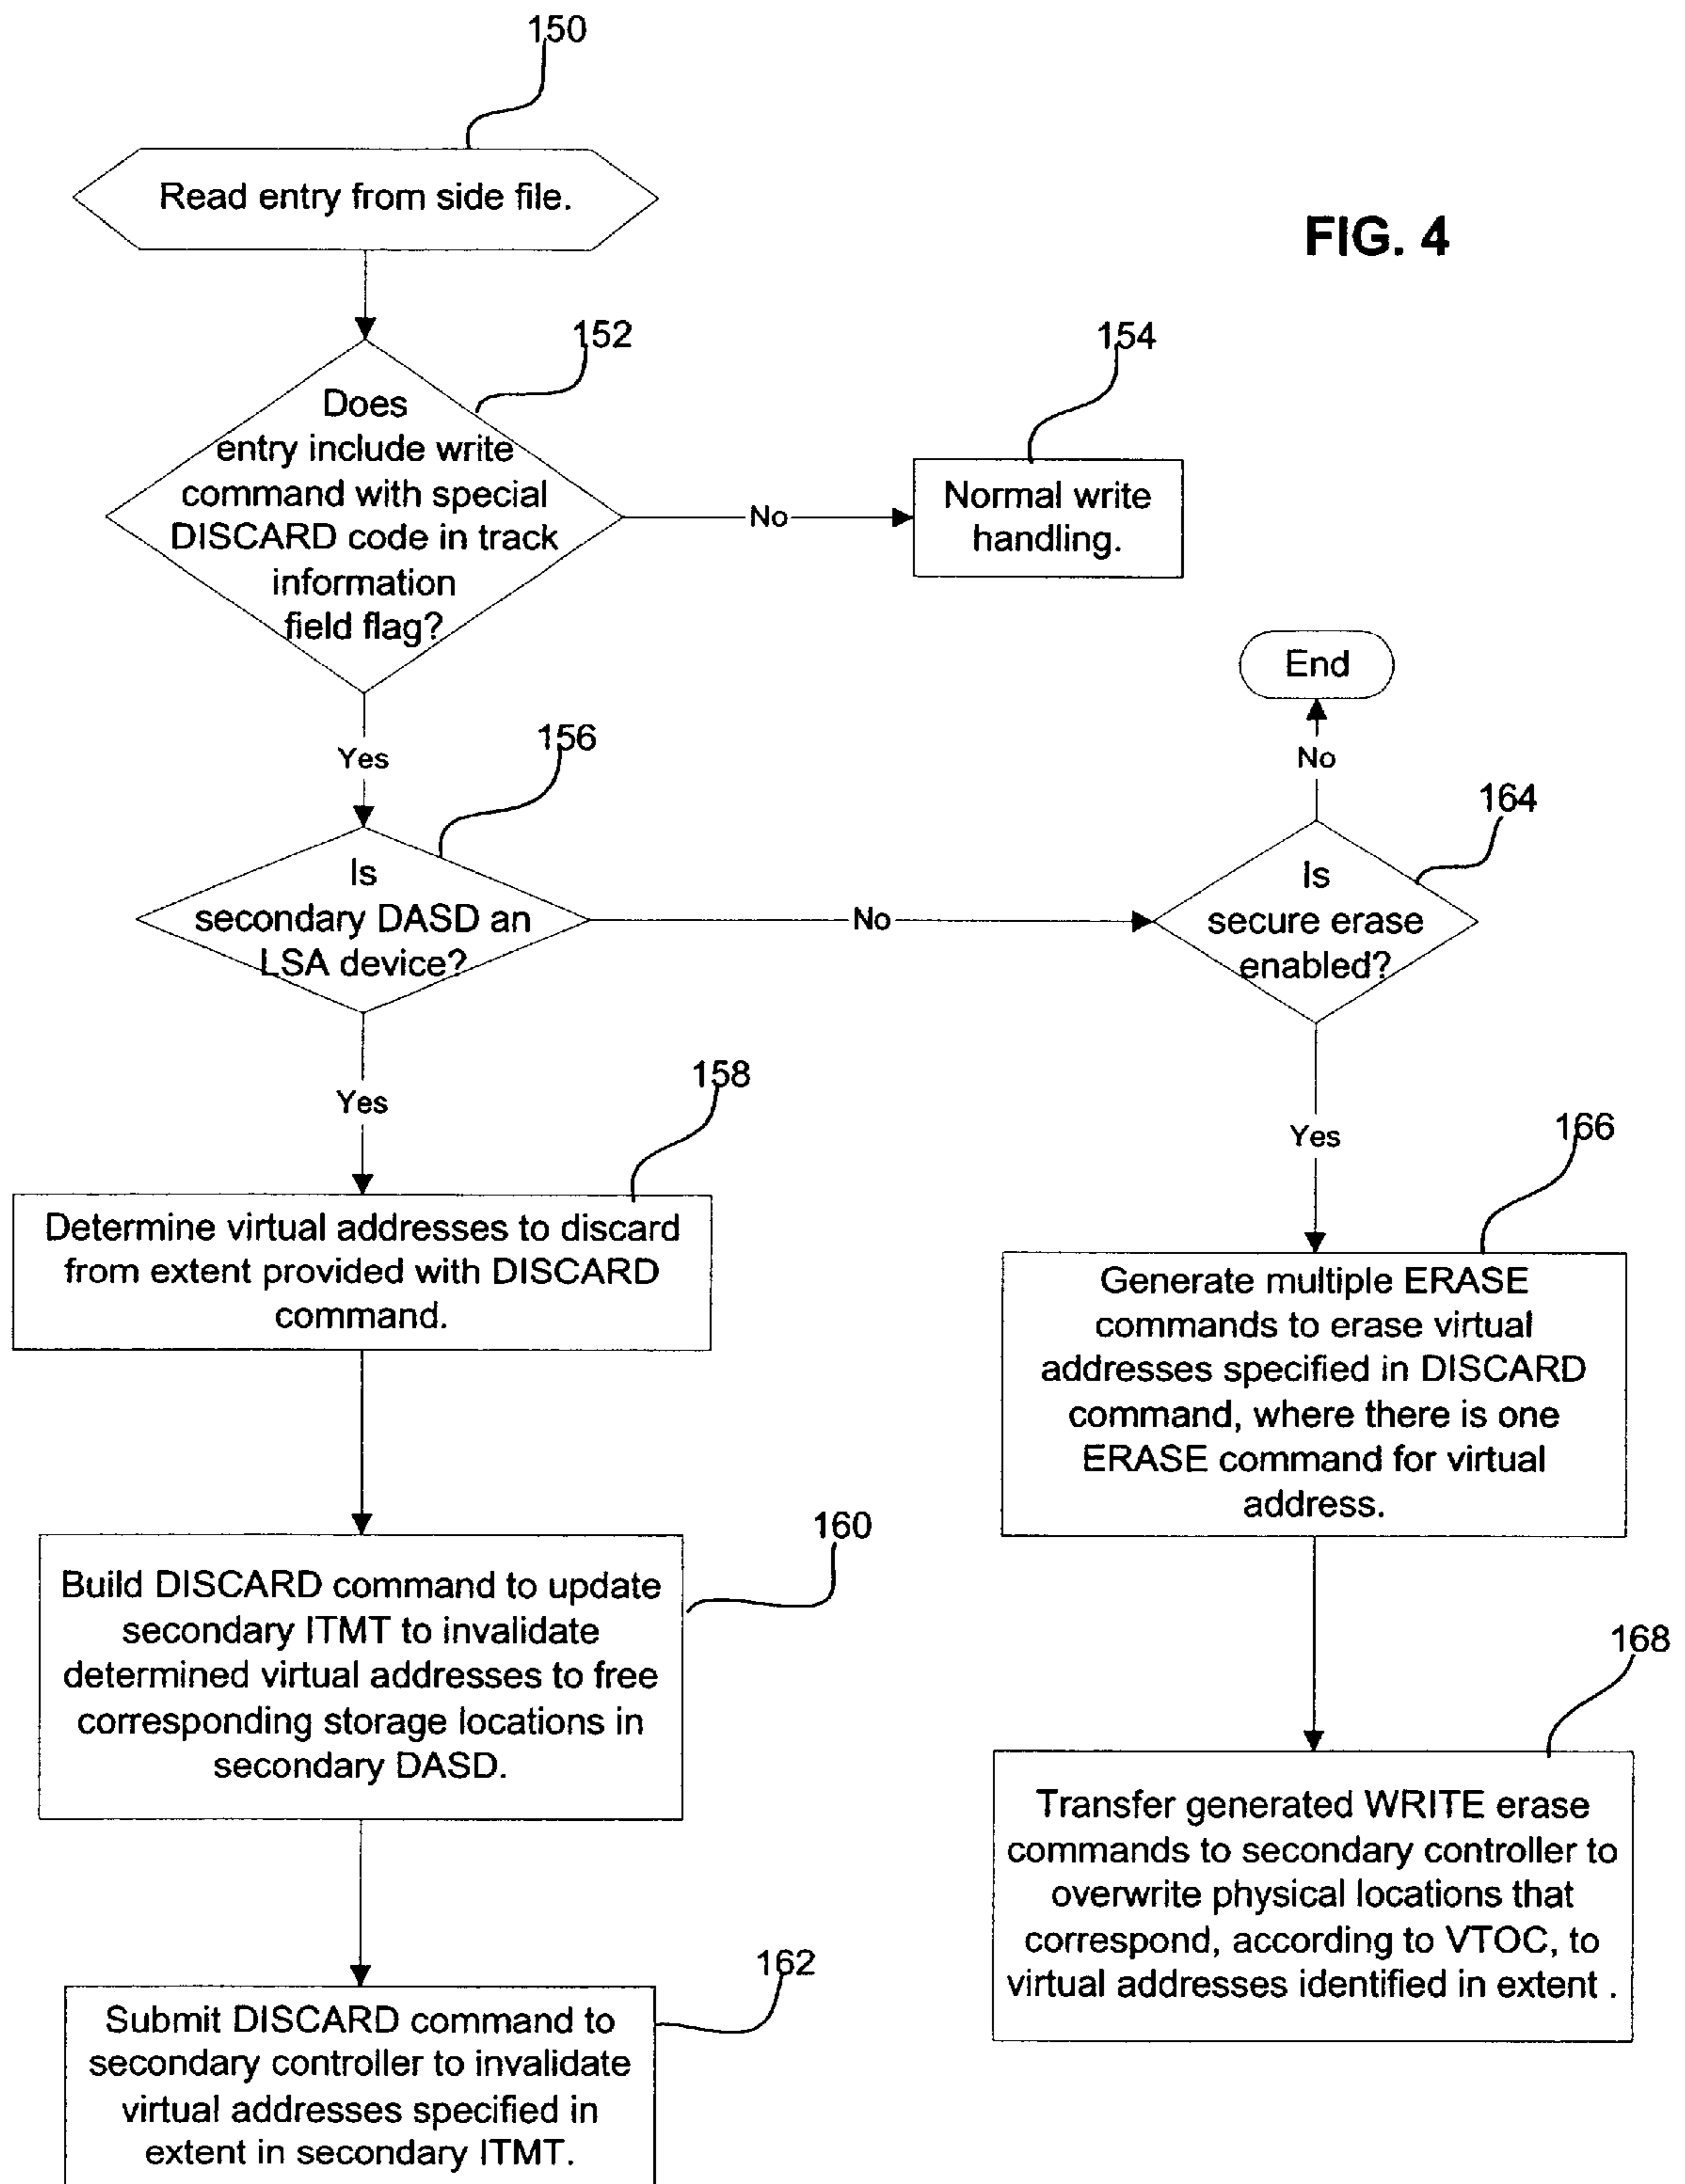 150
Read entry from side file.
FIG. 4
152
154
Does
entry include write
command with special
DISCARD code in track
information
field flag?
No
Normal write
handling.
End
Yes
156
No
164
Is
secondary DASD an
LSA device?
No
Is
secure erase
enabled?
158
Yes
Yes
166
Determine virtual addresses to discard
from extent provided with DISCARD
command.
Generate multiple ERASE
commands to erase virtual
addresses specified in DISCARD
command, where there is one
ERASE command for virtual
address.
160
Build DISCARD command to update
secondary ITMT to invalidate
determined virtual addresses to free
corresponding storage locations in
secondary DASD.
168
Transfer generated WRITE erase
commands to secondary controller to
overwrite physical locations that
correspond, according to VTOC, to
virtual addresses identified in extent .
162
Submit DISCARD command to
secondary controller to invalidate
virtual addresses specified in
extent in secondary ITMT.